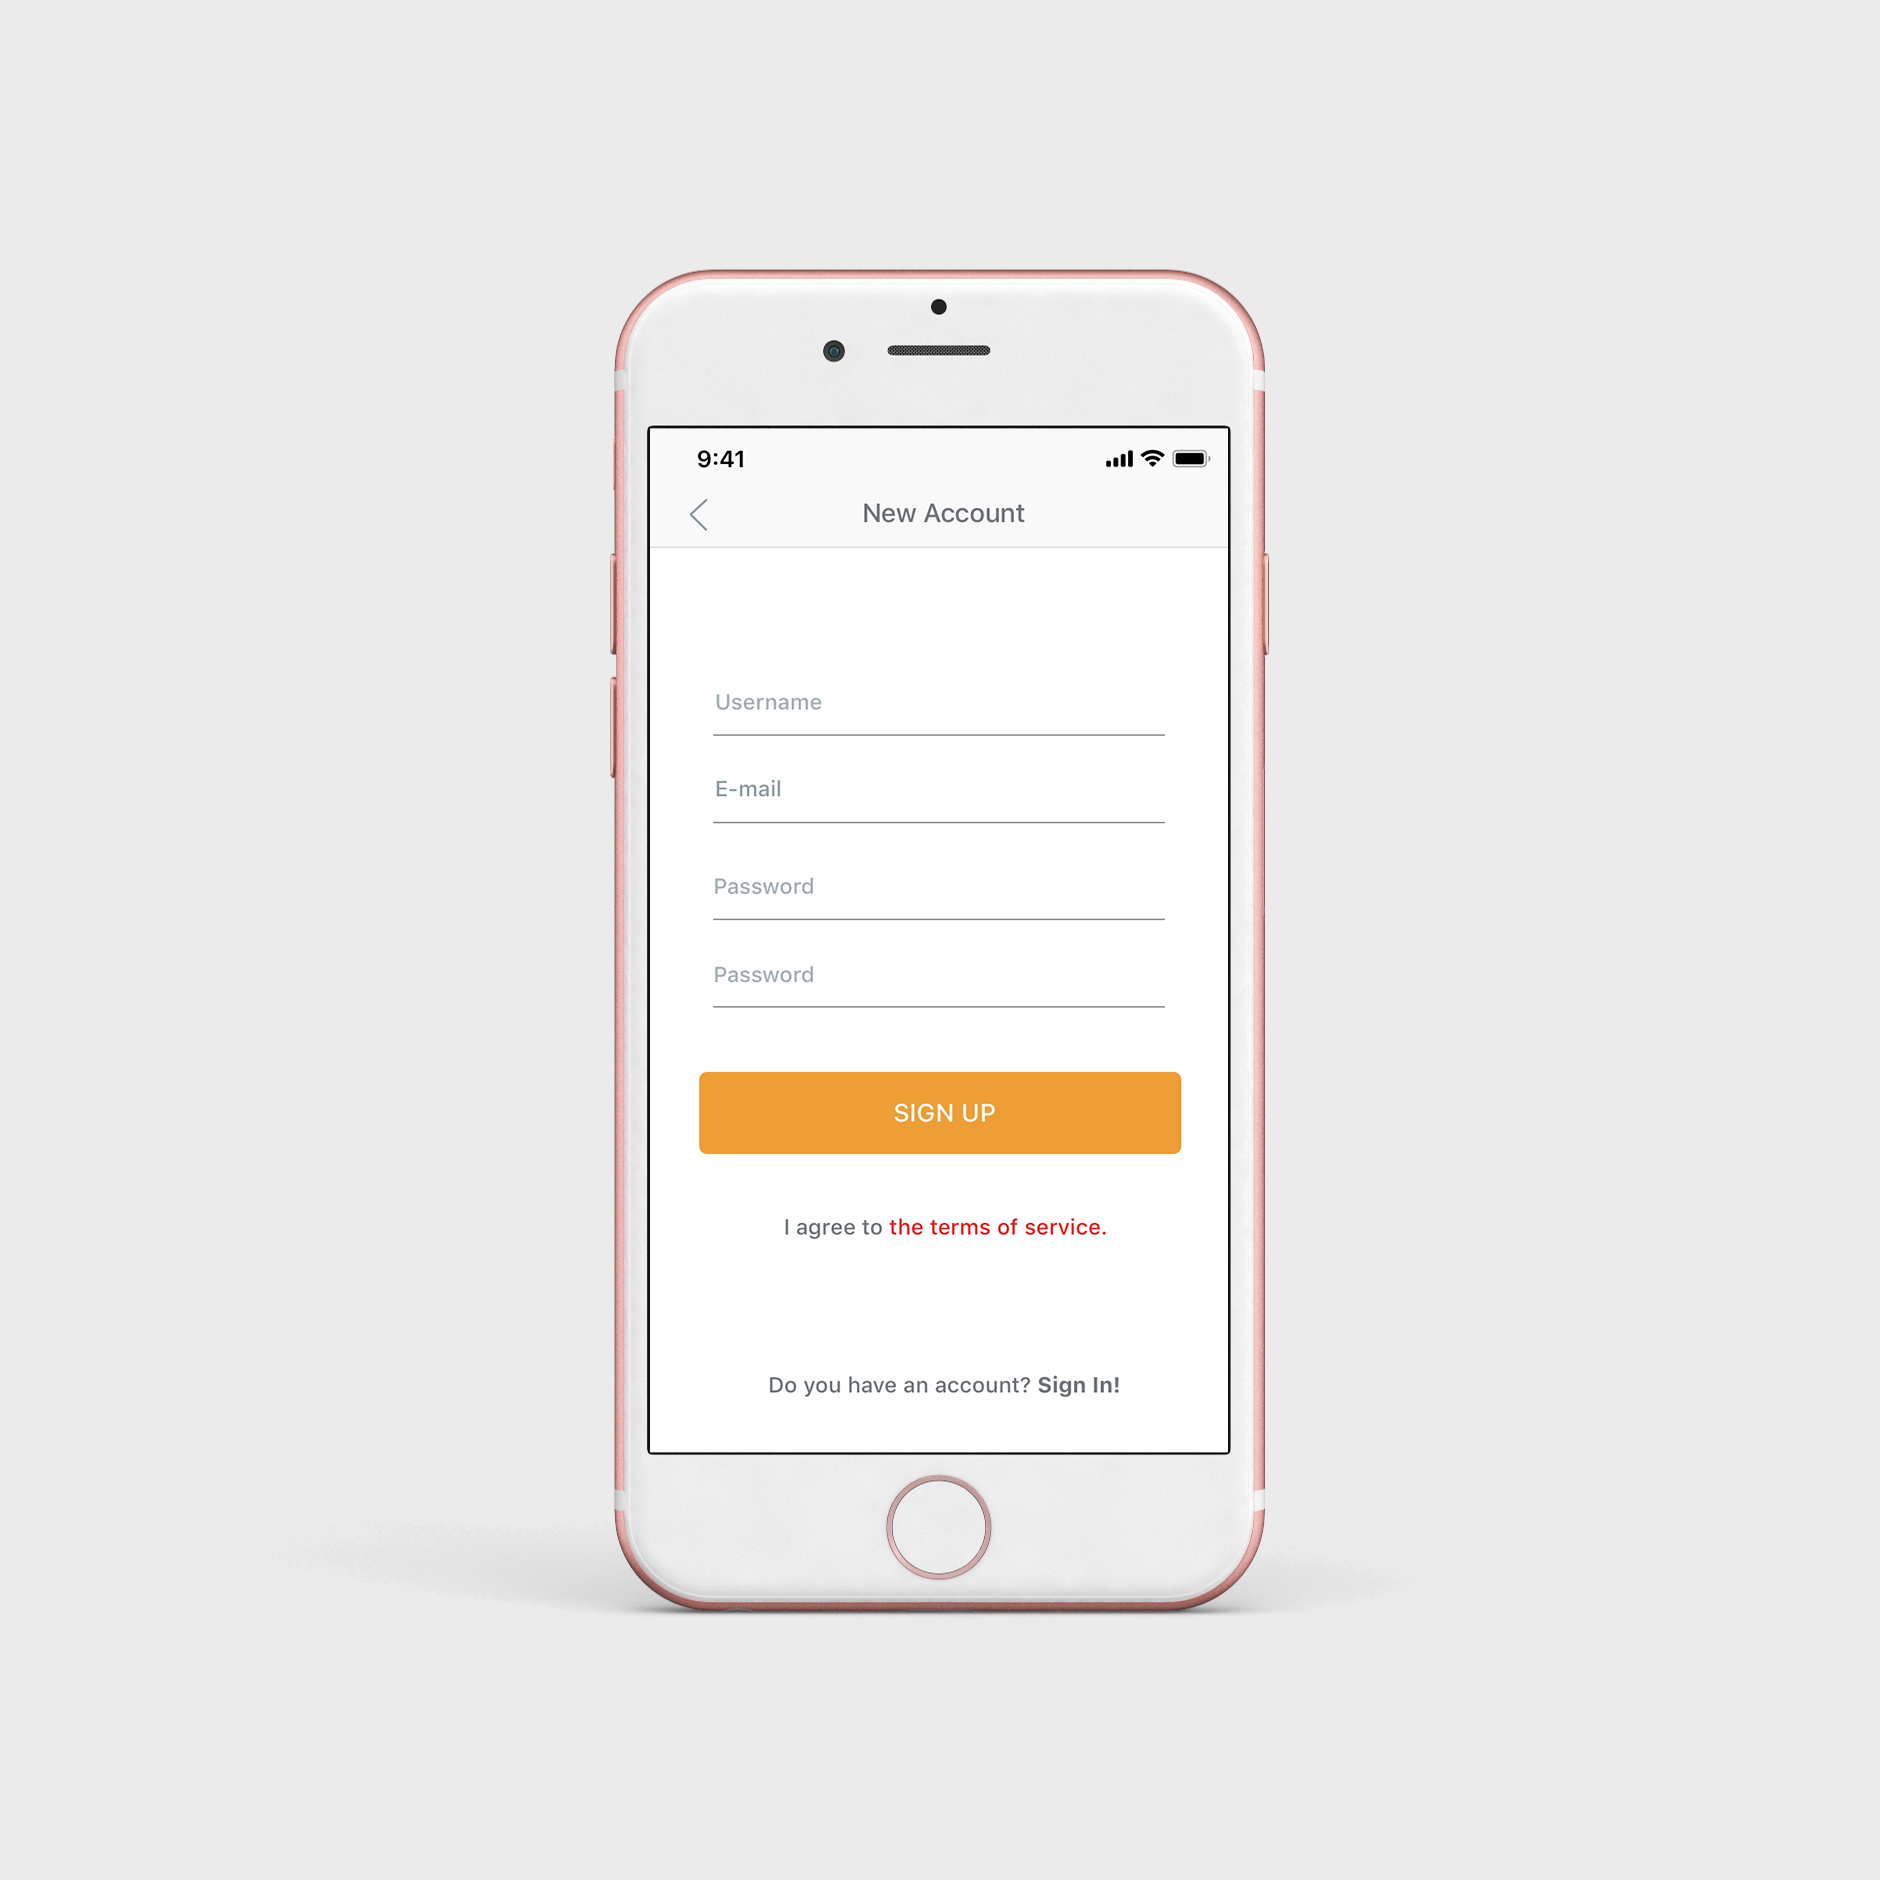 9:41
New Account
Username
E-mail
Password
Password
SIGN UP
I agree to the terms of service.
Do you have an account? Sign In!